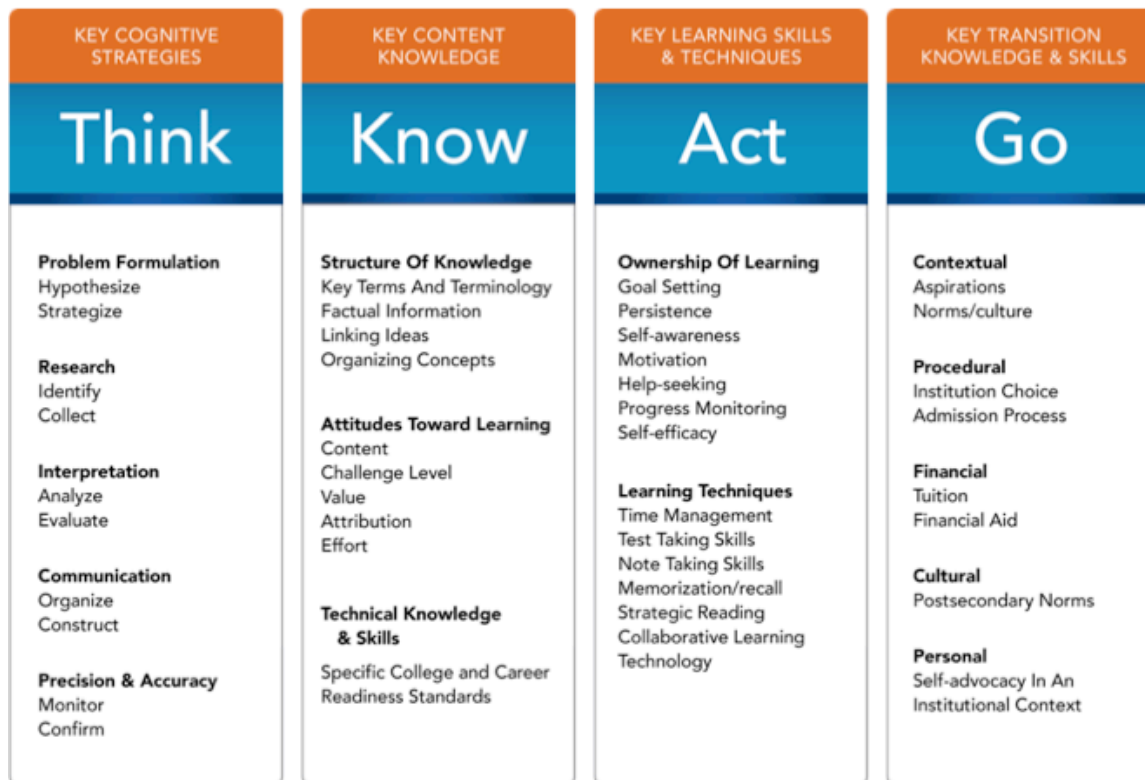 KEY COGNITIVE
STRATEGIES
Think
Problem Formulation
Hypothesize
Strategize
Research
Identify
Collect
Interpretation
Analyze
Evaluate
Communication
Organize
Construct
Precision & Accuracy
Monitor
Confirm
KEY CONTENT
KNOWLEDGE
Know
Structure Of Knowledge
Key Terms And Terminology
Factual Information
Linking Ideas
Organizing Concepts
Attitudes Toward Learning
Content
Challenge Level
Value
Attribution
Effort
Technical Knowledge
& Skills
Specific College and Career
Readiness Standards
KEY LEARNING SKILLS
& TECHNIQUES
Act
Ownership Of Learning
Goal Setting
Persistence
Self-awareness
Motivation
Help-seeking
Progress Monitoring
Self-efficacy
Learning Techniques
Time Management
Test Taking Skills
Note Taking Skills
Memorization/recall
Strategic Reading
Collaborative Learning
Technology
KEY TRANSITION
KNOWLEDGE & SKILLS
Go
Contextual
Aspirations
Norms/culture
Procedural
Institution Choice
Admission Process
Financial
Tuition
Financial Aid
Cultural
Postsecondary Norms
Personal
Self-advocacy In An
Institutional Context